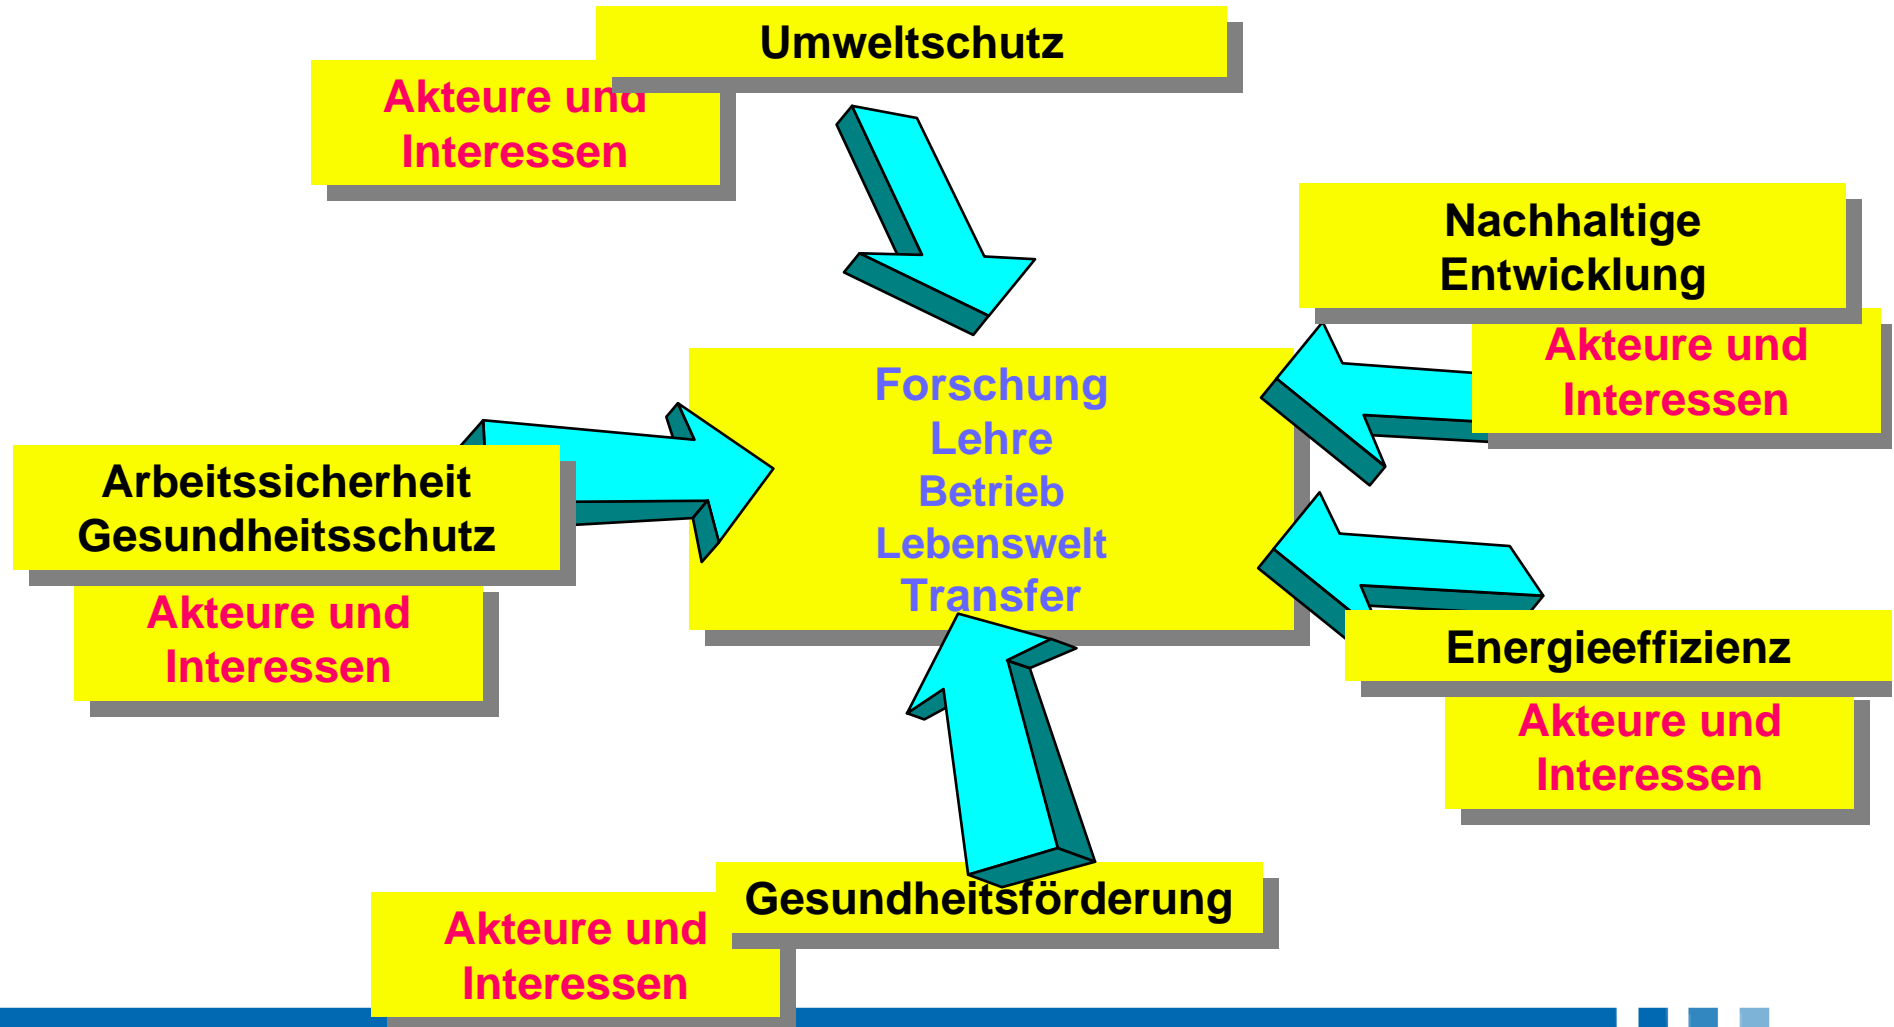 Umweltschutz
Akteure und
Interessen
Nachhaltige
Entwicklung
Akteure und
Interessen
Forschung
Lehre
Betrieb
Lebenswelt
Transfer
Arbeitssicherheit
Gesundheitsschutz
Akteure und
Interessen
Energieeffizienz
Akteure und
Interessen
Gesundheitsförderung
Akteure und
Interessen